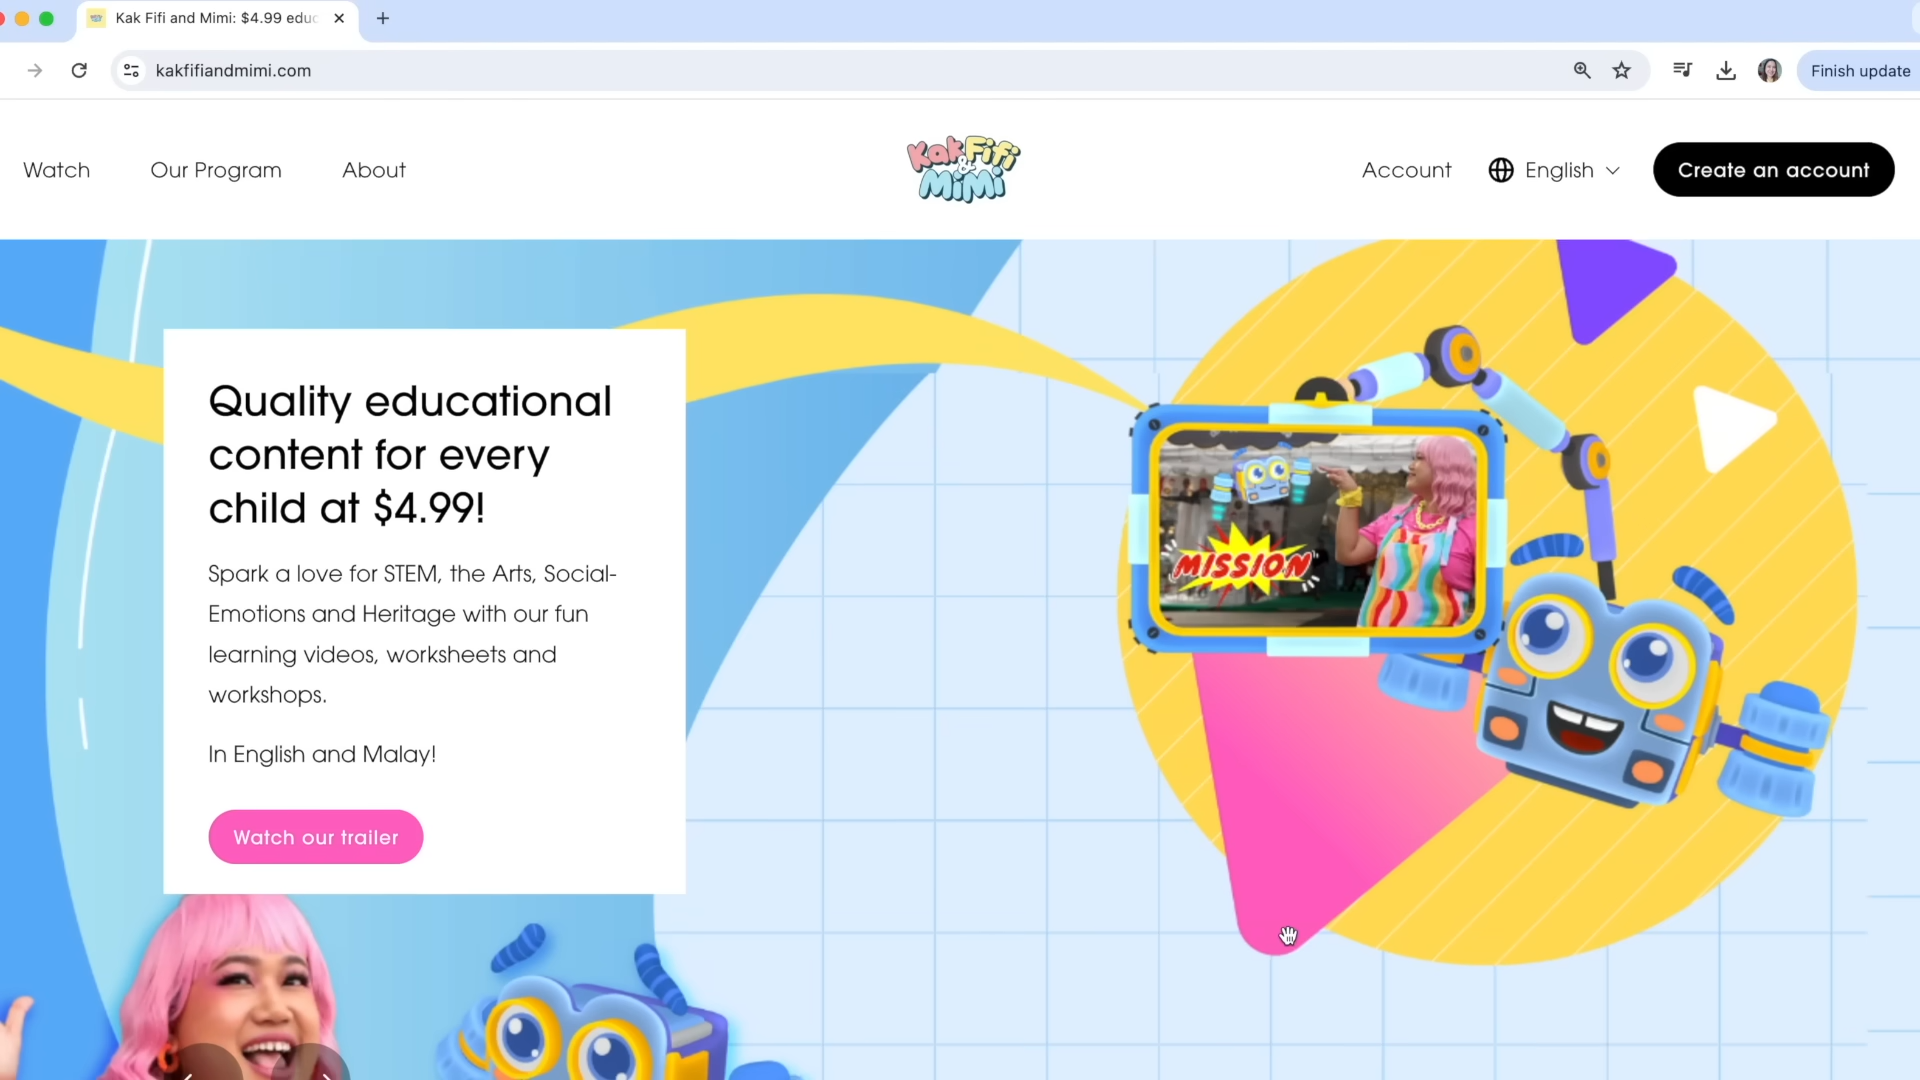 Kak Fifi and Mimi: $4.99 educ
kakfifiandmimi.com
Finish update
Watch
Our Program
About
Kak Fifi
&
MiMi
Account
English
Create an account
Quality educational
content for every
child at $4.99!
Spark a love for STEM, the Arts, Social-
Emotions and Heritage with our fun
learning videos, worksheets and
workshops.
In English and Malay!
Watch our trailer
MISSION